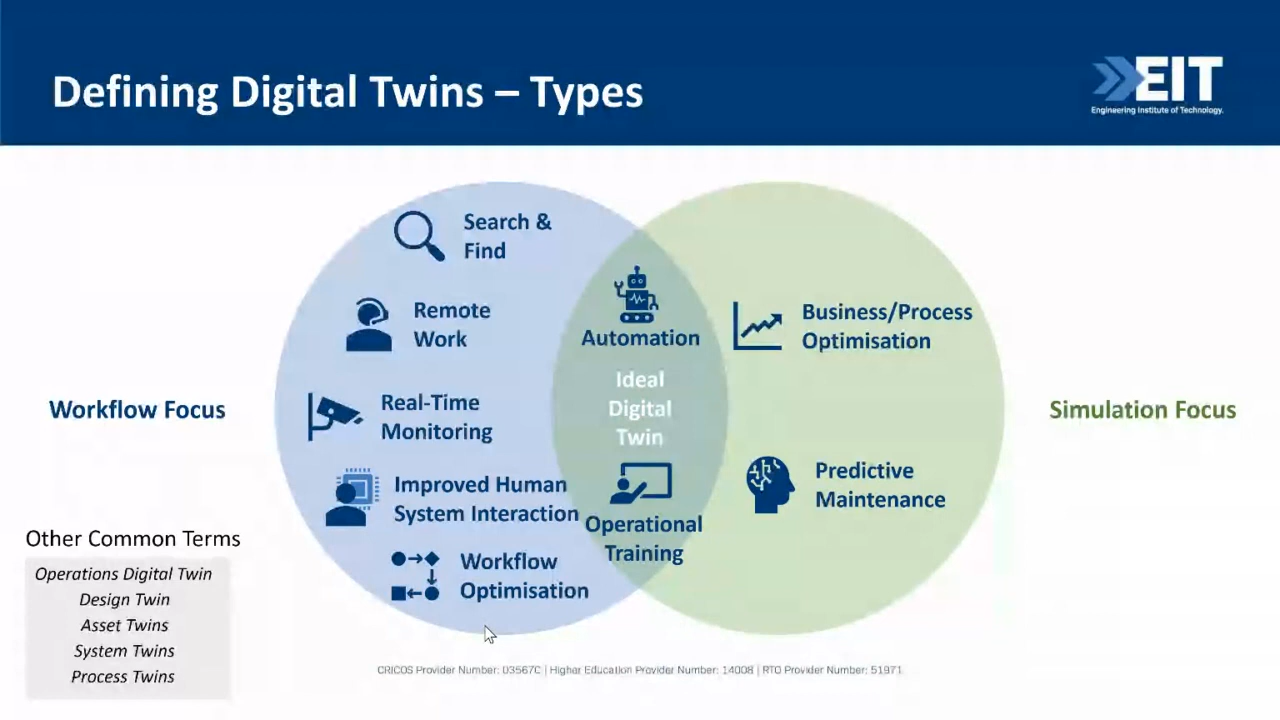 Defining Digital Twins – Types
EIT
Engineering Institute of Technology.
Search &
Find
Remote
Work
Real-Time
Monitoring
Improved Human
System Interaction
Workflow
Optimisation
Automation
Ideal
Digital
Twin
Operational
Training
Business/Process
Optimisation
Predictive
Maintenance
Workflow Focus
Simulation Focus
Other Common Terms
Operations Digital Twin
Design Twin
Asset Twins
System Twins
Process Twins
CRICOS Provider Number: 03567C | Higher Education Provider Number: 14008 | RTO Provider Number: 51971